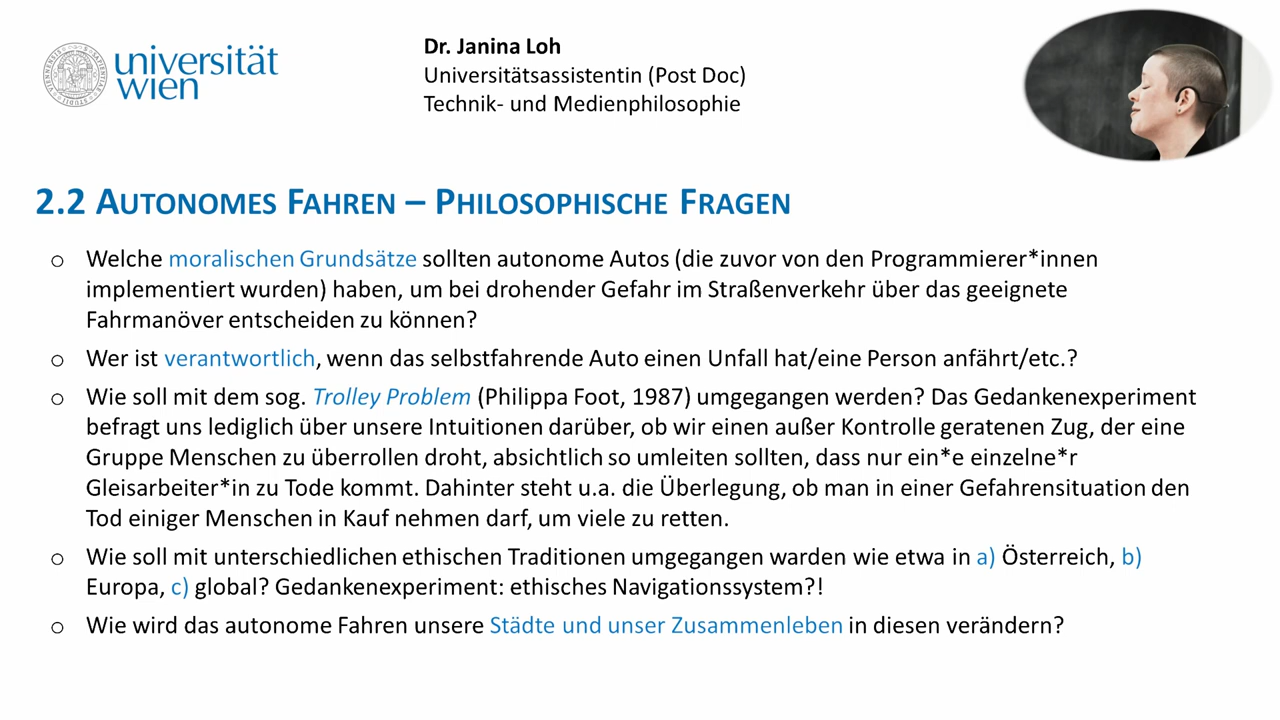 universität
wien
Dr. Janina Loh
Universitätsassistentin (Post Doc)
Technik- und Medienphilosophie
2.2 Autonomes Fahren – Philosophische Fragen
o Welche moralischen Grundsätze sollten autonome Autos (die zuvor von den Programmierer*innen
implementiert wurden) haben, um bei drohender Gefahr im Straßenverkehr über das geeignete
Fahrmanöver entscheiden zu können?
o Wer ist verantwortlich, wenn das selbstfahrende Auto einen Unfall hat/eine Person anfährt/etc.?
o Wie soll mit dem sog. Trolley Problem (Philippa Foot, 1987) umgegangen werden? Das Gedankenexperiment
befragt uns lediglich über unsere Intuitionen darüber, ob wir einen außer Kontrolle geratenen Zug, der eine
Gruppe Menschen zu überrollen droht, absichtlich so umleiten sollten, dass nur ein*e einzelne*r
Gleisarbeiter*in zu Tode kommt. Dahinter steht u.a. die Überlegung, ob man in einer Gefahrensituation den
Tod einiger Menschen in Kauf nehmen darf, um viele zu retten.
o Wie soll mit unterschiedlichen ethischen Traditionen umgegangen warden wie etwa in a) Österreich, b)
Europa, c) global? Gedankenexperiment: ethisches Navigationssystem?!
o Wie wird das autonome Fahren unsere Städte und unser Zusammenleben in diesen verändern?